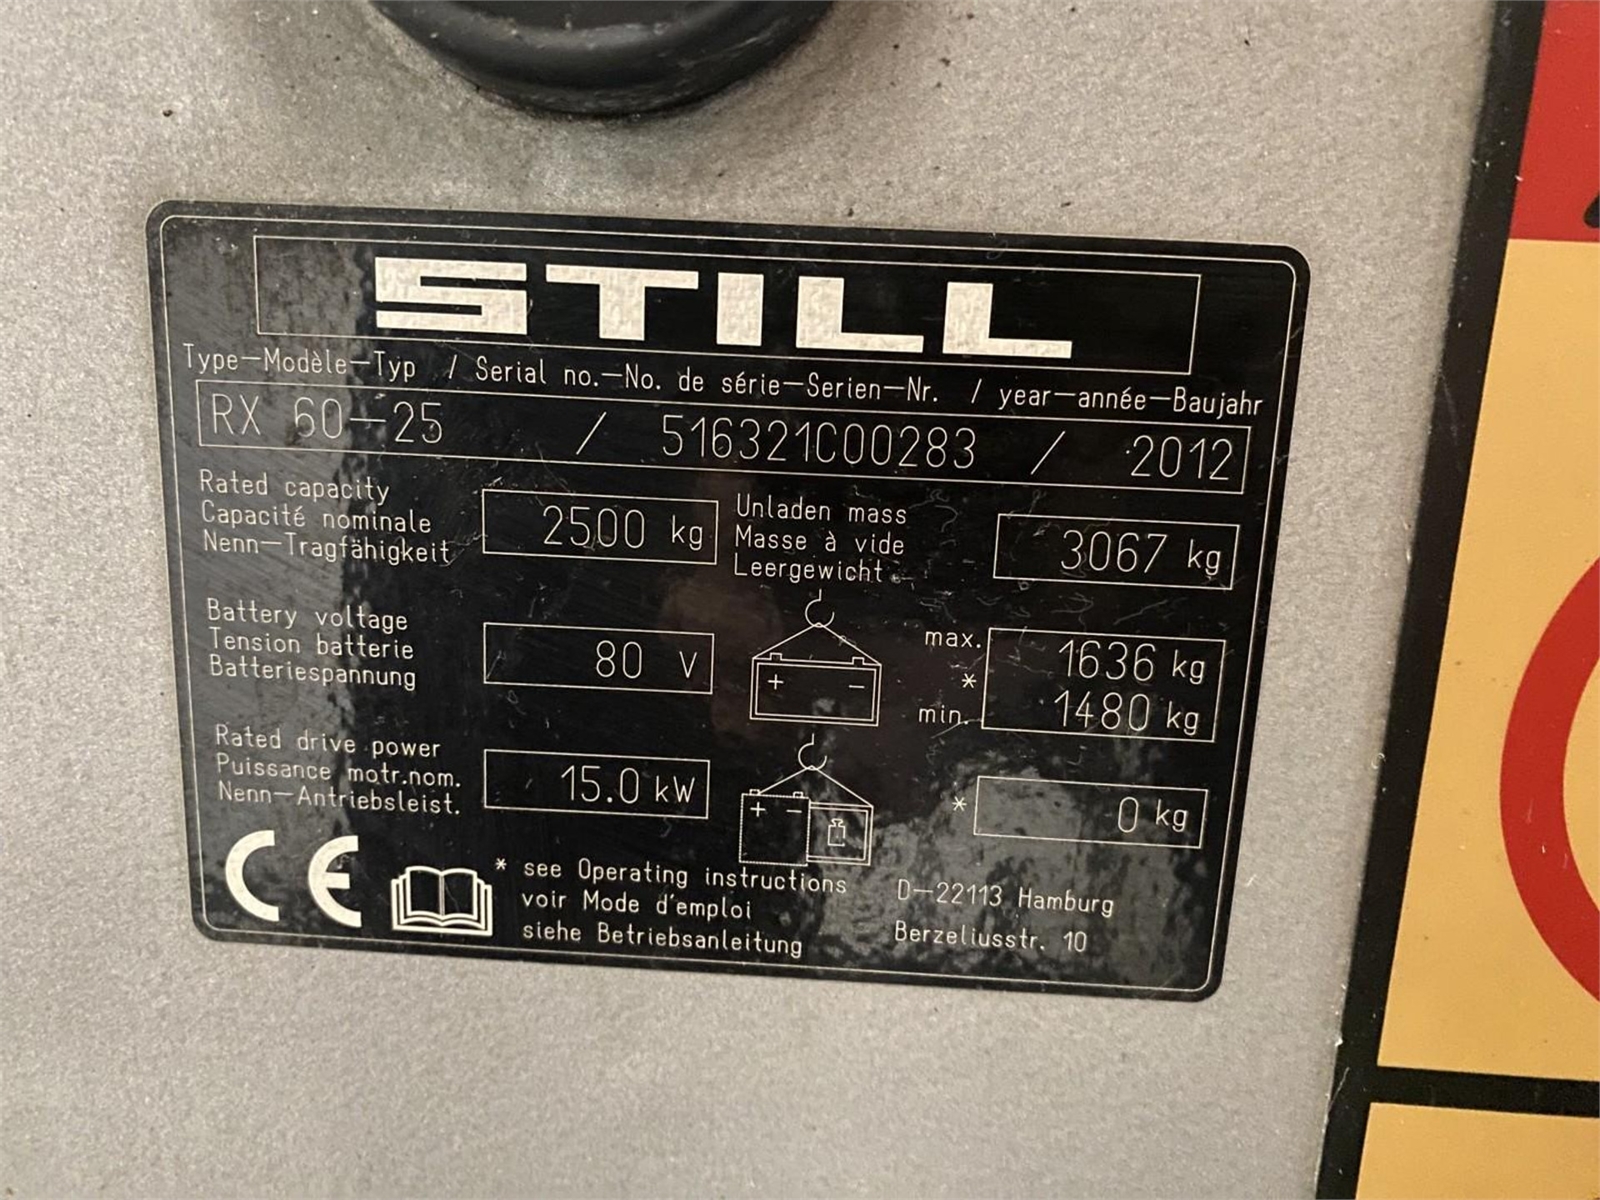 STILL
Type—Modèle—Typ / Serial no.—No. de série—Serien—Nr. / year—année—Baujahr
RX 60—25 / 516321C00283 / 2012
Rated capacity
Capacité nominale
Nenn—Tragfähigkeit
2500 kg
Unladen mass
Masse à vide
Leergewicht
3067 kg
Battery voltage
Tension batterie
Batteriespannung
80 V
max.
*
min.
1636 kg
1480 kg
Rated drive power
Puissance motr.nom.
Nenn—Antriebsleist.
15.0 kW
+ −
+ −
* 0 kg
CE
* see Operating instructions
voir Mode d'emploi
siehe Betriebsanleitung
D—22113 Hamburg
Berzeliusstr. 10